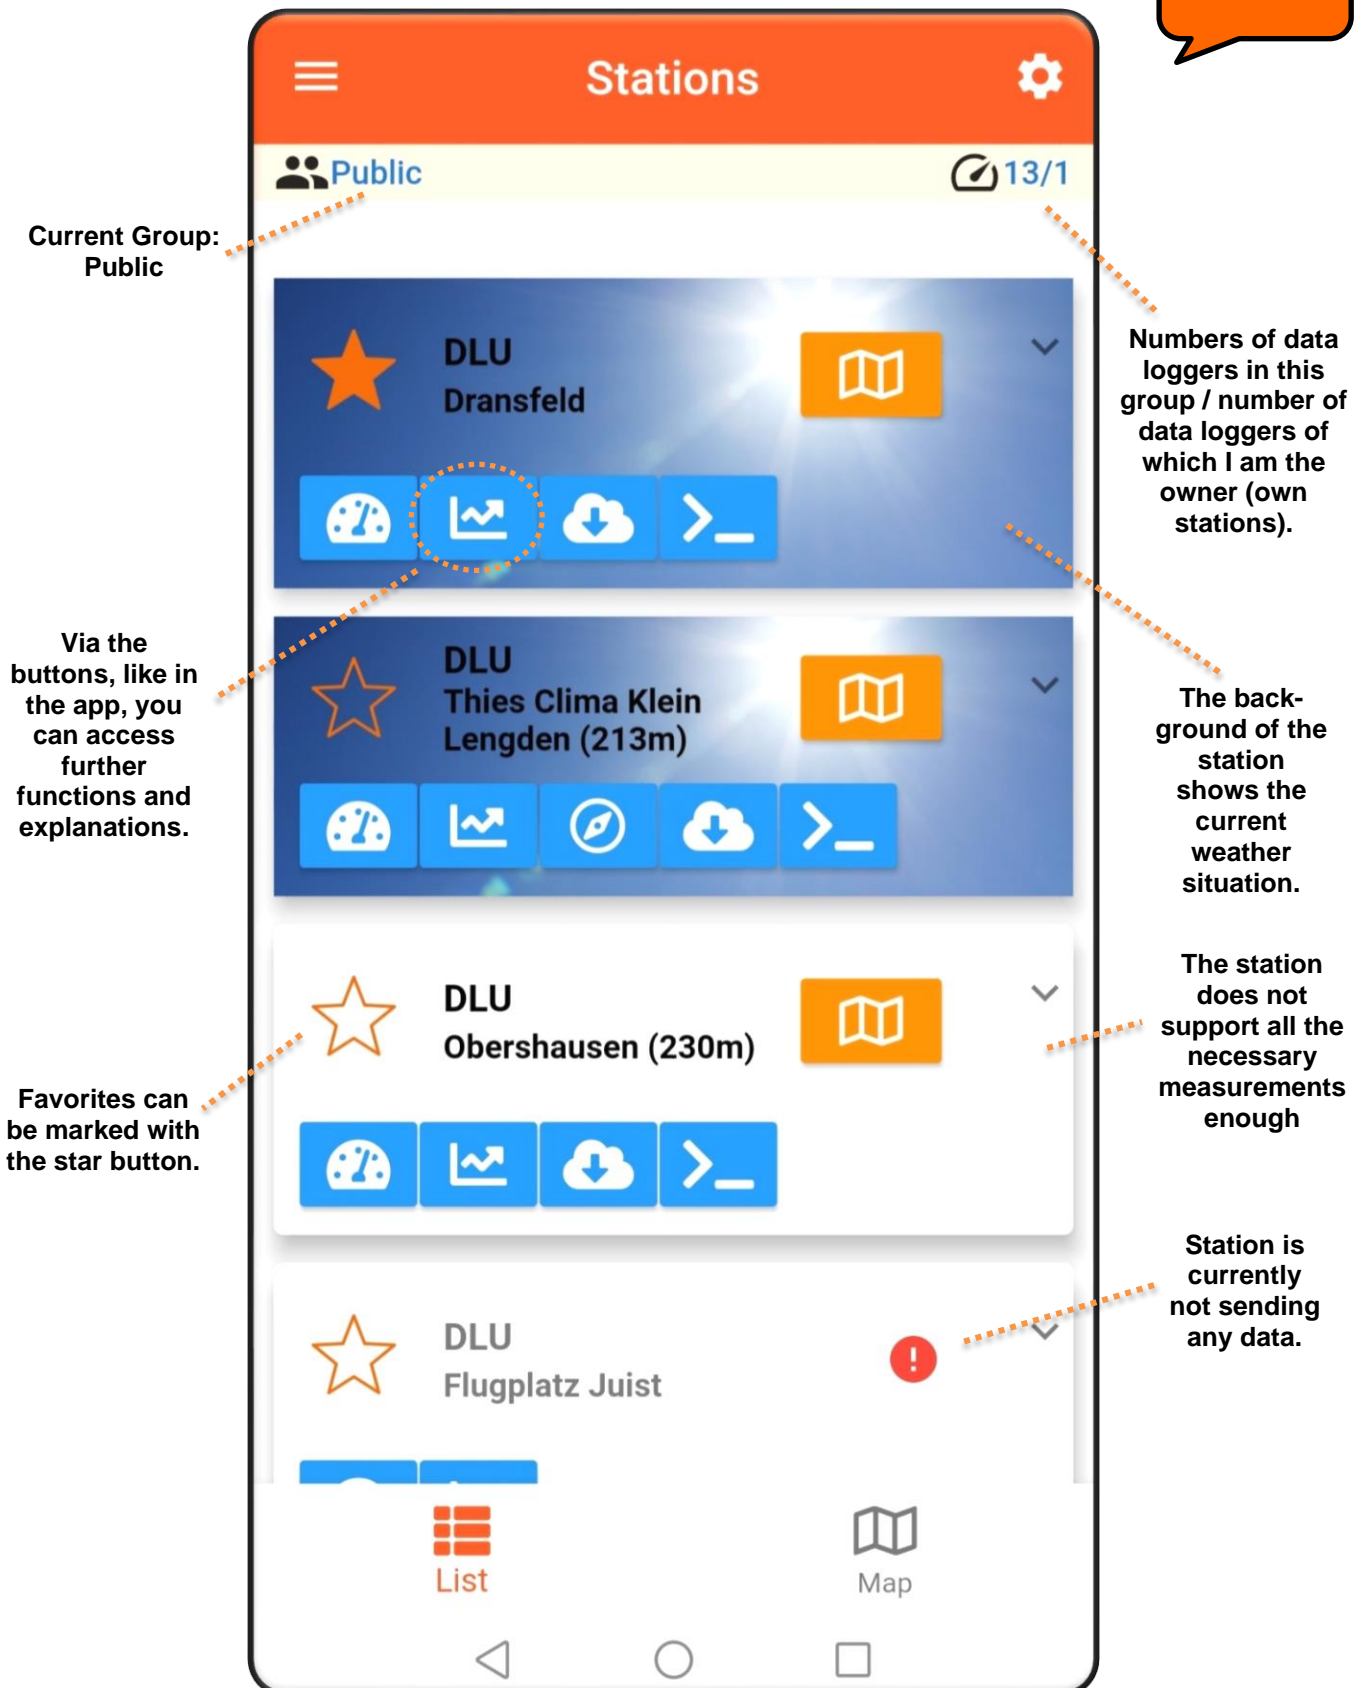 Stations
Public
13/1
Current Group:
Public
Numbers of data
loggers in this
group / number of
data loggers of
which I am the
owner (own
stations).
DLU
Dransfeld
Via the
buttons, like in
the app, you
can access
further
functions and
explanations.
DLU
Thies Clima Klein
Lengden (213m)
The back-
ground of the
station
shows the
current
weather
situation.
DLU
Obershausen (230m)
The station
does not
support all the
necessary
measurements
enough
Favorites can
be marked with
the star button.
Station is
currently
not sending
any data.
DLU
Flugplatz Juist
List
Map